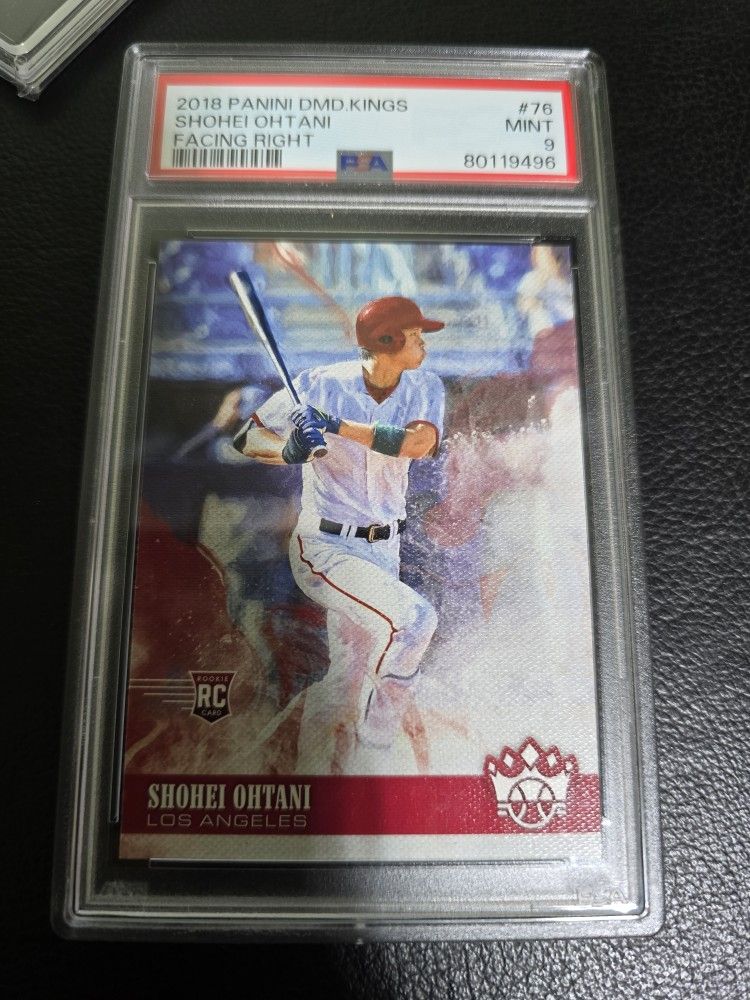 2018 PANINI DMD.KINGS #76
SHOHEI OHTANI MINT
FACING RIGHT 9
PSA 80119496
ROOKIE
RC
CARD
SHOHEI OHTANI
LOS ANGELES
PSA